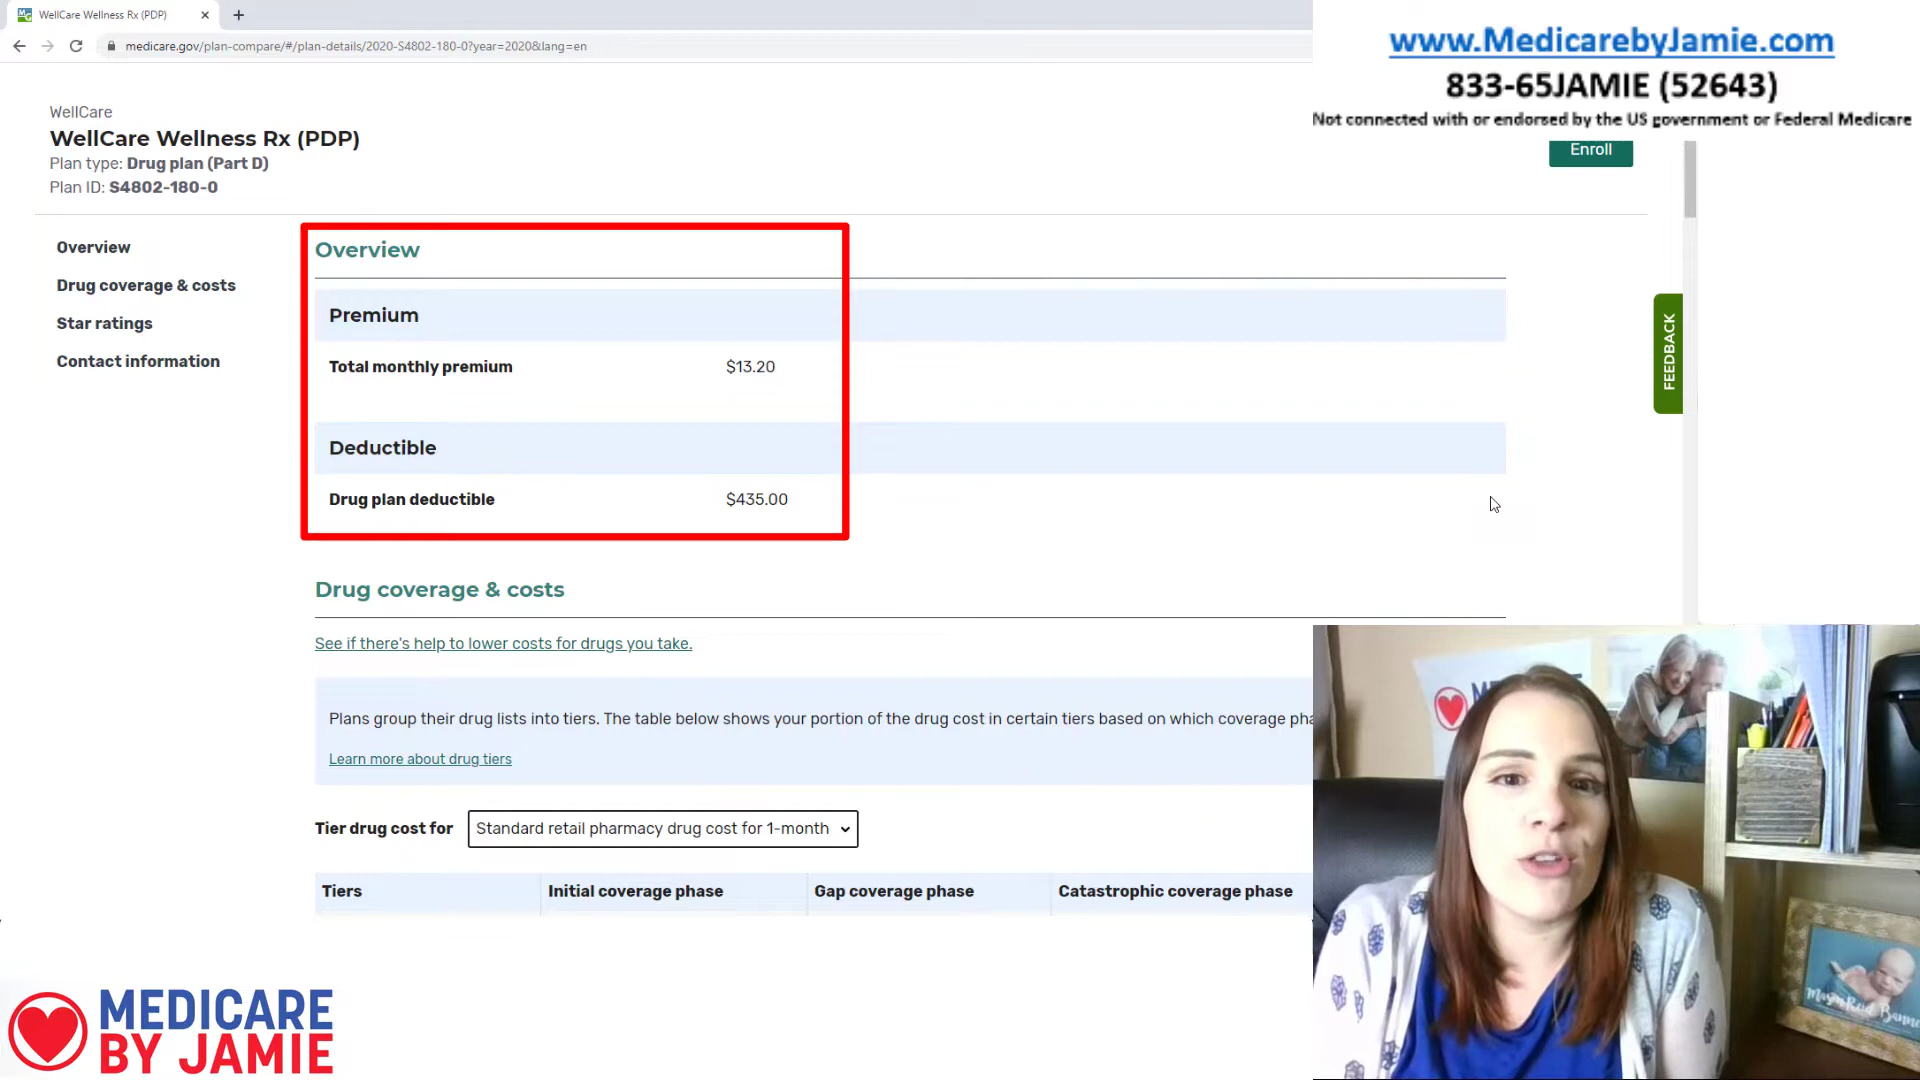 WellCare Wellness Rx (PDP)
medicare.gov/plan-compare/#/plan-details/2020-S4802-180-0?year=2020&lang=en
www.MedicarebyJamie.com
833-65JAMIE (52643)
Not connected with or endorsed by the US government or Federal Medicare
WellCare
WellCare Wellness Rx (PDP)
Plan type: Drug plan (Part D)
Plan ID: S4802-180-0
Enroll
Overview
Drug coverage & costs
Star ratings
Contact information
Overview
Premium
Total monthly premium $13.20
Deductible
Drug plan deductible $435.00
FEEDBACK
Drug coverage & costs
See if there's help to lower costs for drugs you take.
Plans group their drug lists into tiers. The table below shows your portion of the drug cost in certain tiers based on which coverage pha
Learn more about drug tiers
Tier drug cost for Standard retail pharmacy drug cost for 1-month
Tiers Initial coverage phase Gap coverage phase Catastrophic coverage phase
MEDICARE
BY JAMIE